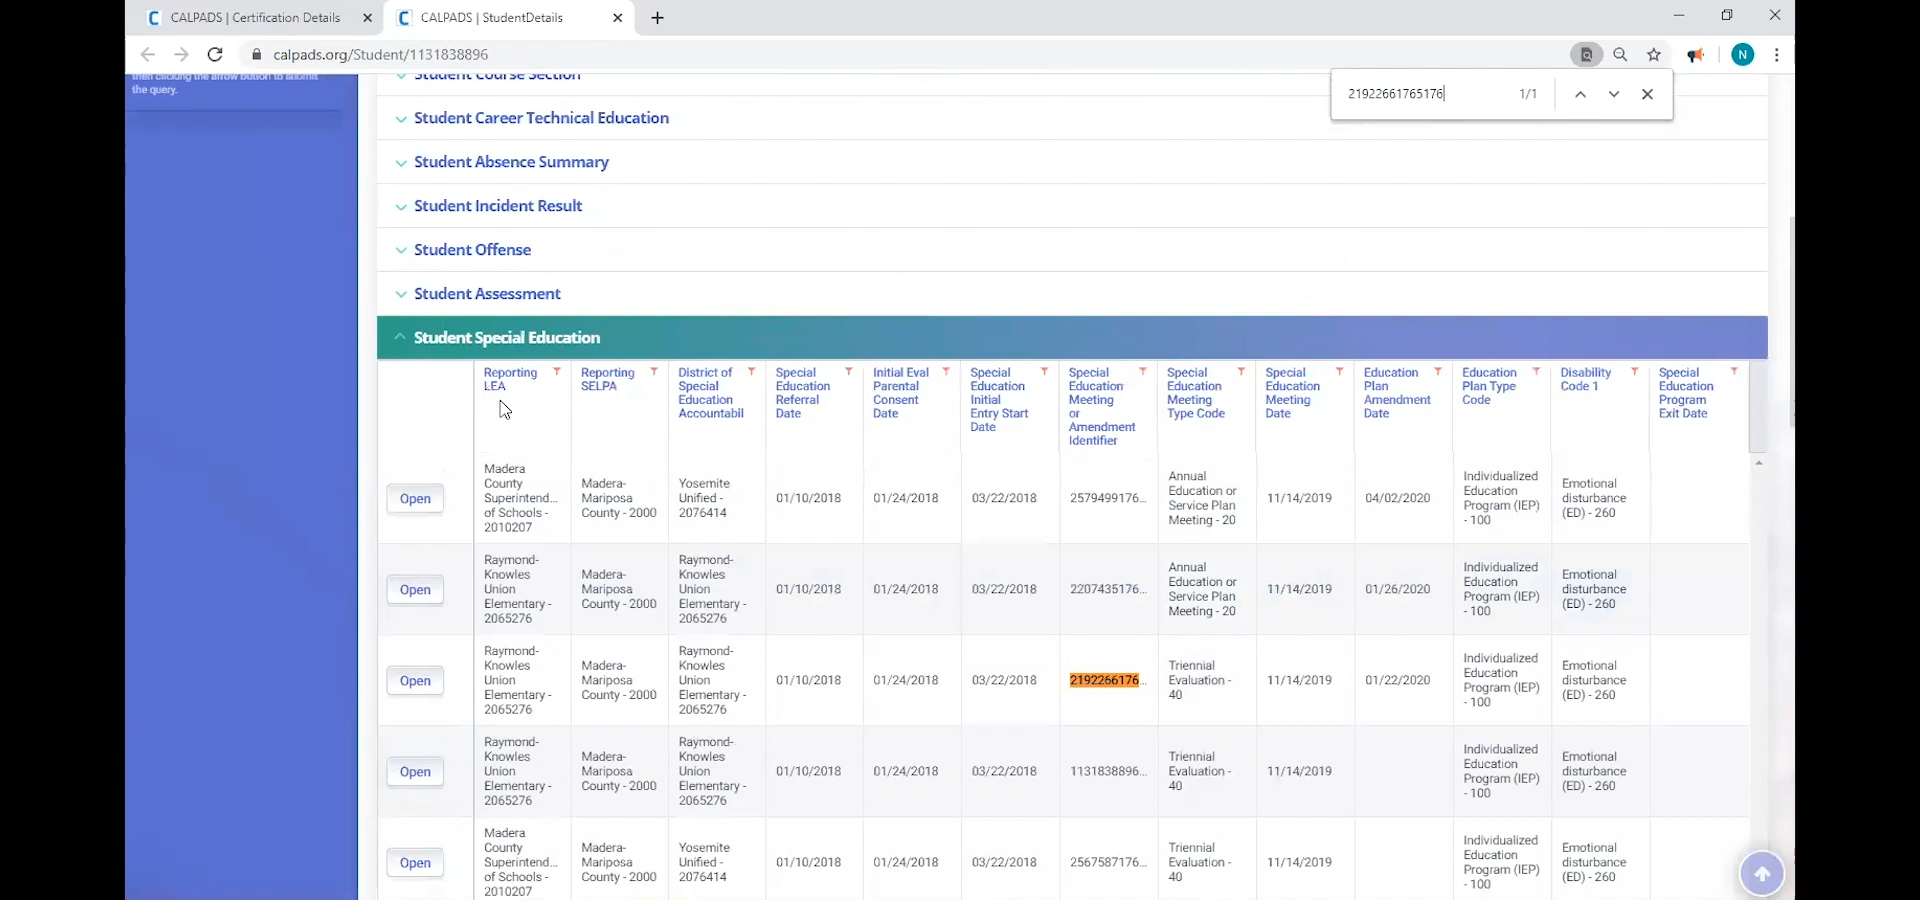 CALPADS | Certification Details
CALPADS | StudentDetails
calpads.org/Student/1131838896
N
21922661765176
1/1
then clicking the arrow button to submit
the query.
Student Course Section
Student Career Technical Education
Student Absence Summary
Student Incident Result
Student Offense
Student Assessment
Student Special Education
Reporting
LEA
Reporting
SELPA
District of
Special
Education
Accountabil
Special
Education
Referral
Date
Initial Eval
Parental
Consent
Date
Special
Education
Initial
Entry Start
Date
Special
Education
Meeting
or
Amendment
Identifier
Special
Education
Meeting
Type Code
Special
Education
Meeting
Date
Education
Plan
Amendment
Date
Education
Plan Type
Code
Disability
Code 1
Special
Education
Program
Exit Date
Open
Madera
County
Superintend...
of Schools -
2010207
Madera-
Mariposa
County - 2000
Yosemite
Unified -
2076414
01/10/2018
01/24/2018
03/22/2018
2579499176...
Annual
Education or
Service Plan
Meeting - 20
11/14/2019
04/02/2020
Individualized
Education
Program (IEP)
- 100
Emotional
disturbance
(ED) - 260
Open
Raymond-
Knowles
Union
Elementary -
2065276
Madera-
Mariposa
County - 2000
Raymond-
Knowles
Union
Elementary -
2065276
01/10/2018
01/24/2018
03/22/2018
2207435176...
Annual
Education or
Service Plan
Meeting - 20
11/14/2019
01/26/2020
Individualized
Education
Program (IEP)
- 100
Emotional
disturbance
(ED) - 260
Open
Raymond-
Knowles
Union
Elementary -
2065276
Madera-
Mariposa
County - 2000
Raymond-
Knowles
Union
Elementary -
2065276
01/10/2018
01/24/2018
03/22/2018
2192266176...
Triennial
Evaluation -
40
11/14/2019
01/22/2020
Individualized
Education
Program (IEP)
- 100
Emotional
disturbance
(ED) - 260
Open
Raymond-
Knowles
Union
Elementary -
2065276
Madera-
Mariposa
County - 2000
Raymond-
Knowles
Union
Elementary -
2065276
01/10/2018
01/24/2018
03/22/2018
1131838896...
Triennial
Evaluation -
40
11/14/2019
Individualized
Education
Program (IEP)
- 100
Emotional
disturbance
(ED) - 260
Open
Madera
County
Superintend...
of Schools -
2010207
Madera-
Mariposa
County - 2000
Yosemite
Unified -
2076414
01/10/2018
01/24/2018
03/22/2018
2567587176...
Triennial
Evaluation -
40
11/14/2019
Individualized
Education
Program (IEP)
- 100
Emotional
disturbance
(ED) - 260